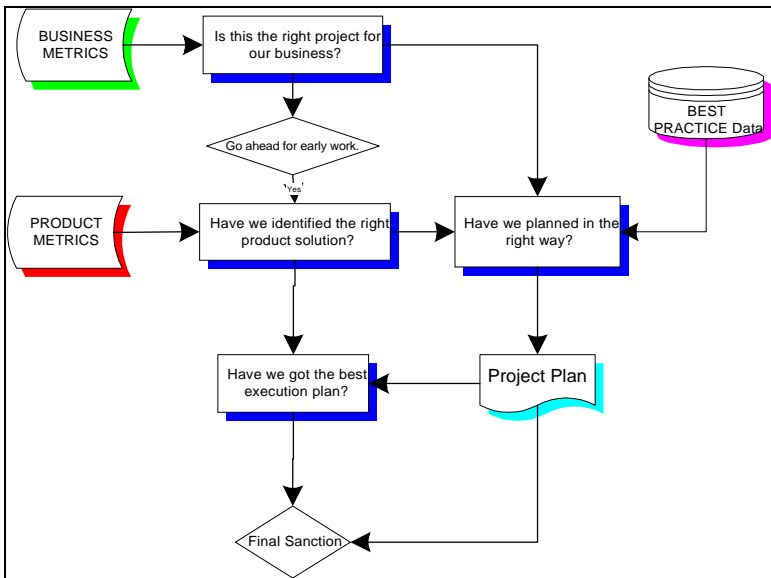 BUSINESS
METRICS
Is this the right project for
our business?
BEST
PRACTICE Data
Go ahead for early work.
Yes
PRODUCT
METRICS
Have we identified the right
product solution?
Have we planned in the
right way?
Have we got the best
execution plan?
Project Plan
Final Sanction